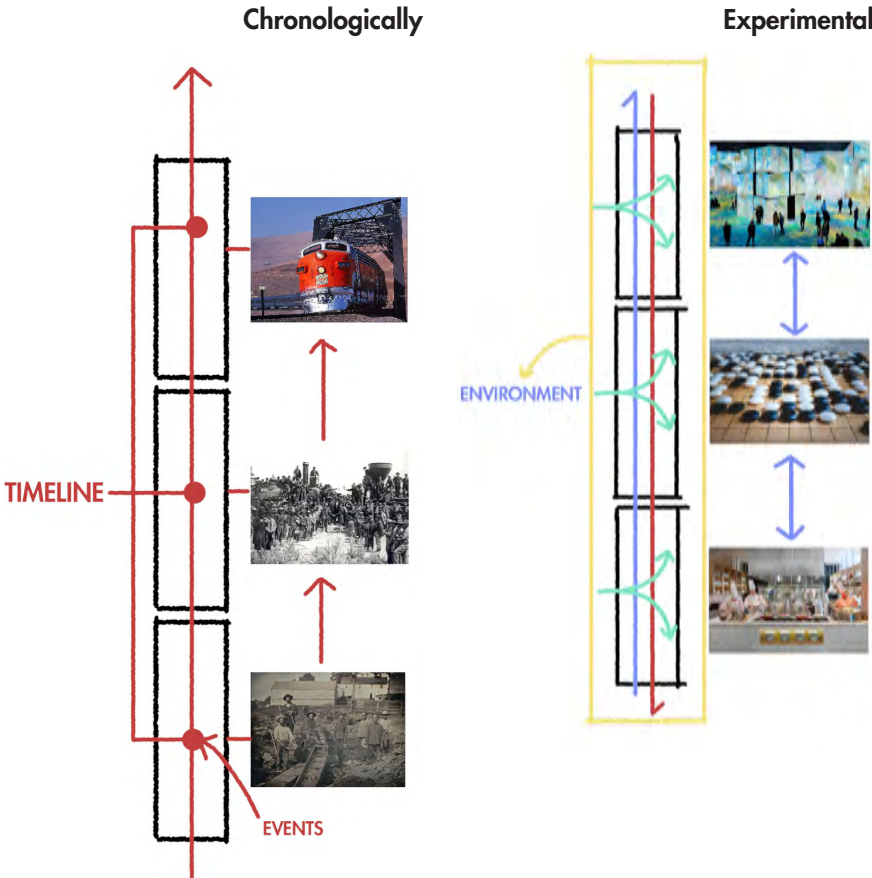 Chronologically
Experimental
TIMELINE
EVENTS
ENVIRONMENT